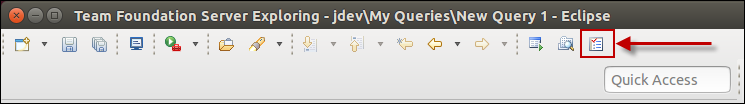 Team Foundation Server Exploring - jdev\My Queries\New Query 1 - Eclipse
Quick Access